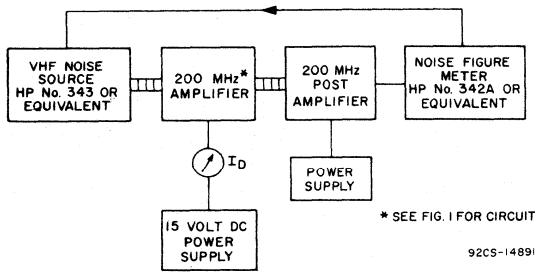 VHF NOISE
SOURCE
HP No. 343 OR
EQUIVALENT
200 MHz*
AMPLIFIER
200 MHz
POST
AMPLIFIER
NOISE FIGURE
METER
HP No. 342A OR
EQUIVALENT
ID
POWER
SUPPLY
15 VOLT DC
POWER
SUPPLY
* SEE FIG. 1 FOR CIRCUIT
92CS-14891